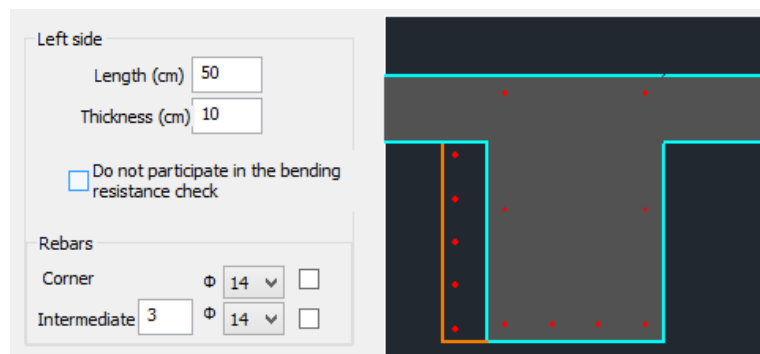 Left side
Length (cm) 50
Thickness (cm) 10
Do not participate in the bending
resistance check
Rebars
Corner Φ 14
Intermediate 3 Φ 14